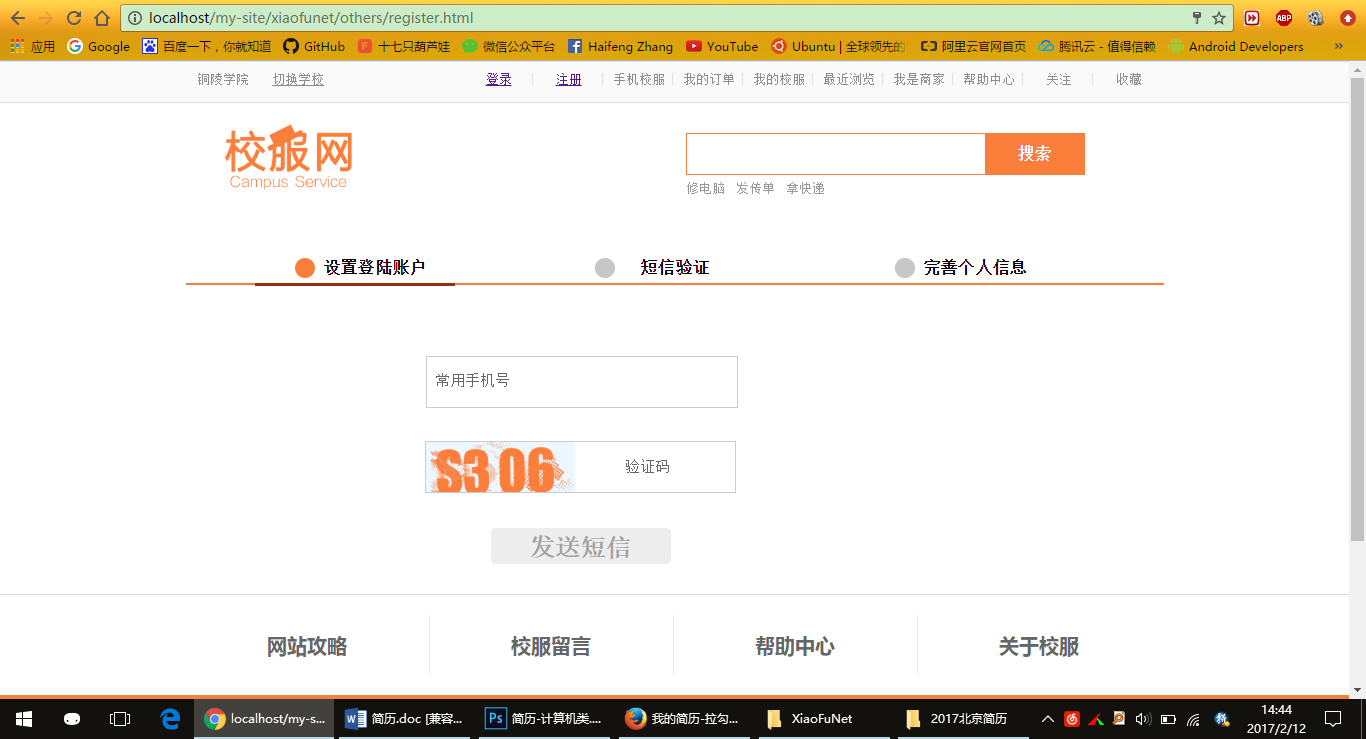 localhost/my-site/xiaofunet/others/register.html
应用 Google 百度一下，你就知道 GitHub 十七只葫芦娃 微信公众平台 Haifeng Zhang YouTube Ubuntu | 全球领先的 阿里云官网首页 腾讯云 - 值得信赖 Android Developers »
铜陵学院 切换学校 登录 注册 手机校服 我的订单 我的校服 最近浏览 我是商家 帮助中心 关注 收藏
校服网
Campus Service
搜索
修电脑 发传单 拿快递
设置登陆账户 短信验证 完善个人信息
常用手机号
S306 验证码
发送短信
网站攻略 校服留言 帮助中心 关于校服
localhost/my-s... 简历.doc [兼容... 简历-计算机类.... 我的简历-拉勾... XiaoFuNet 2017北京简历
14:44
2017/2/12